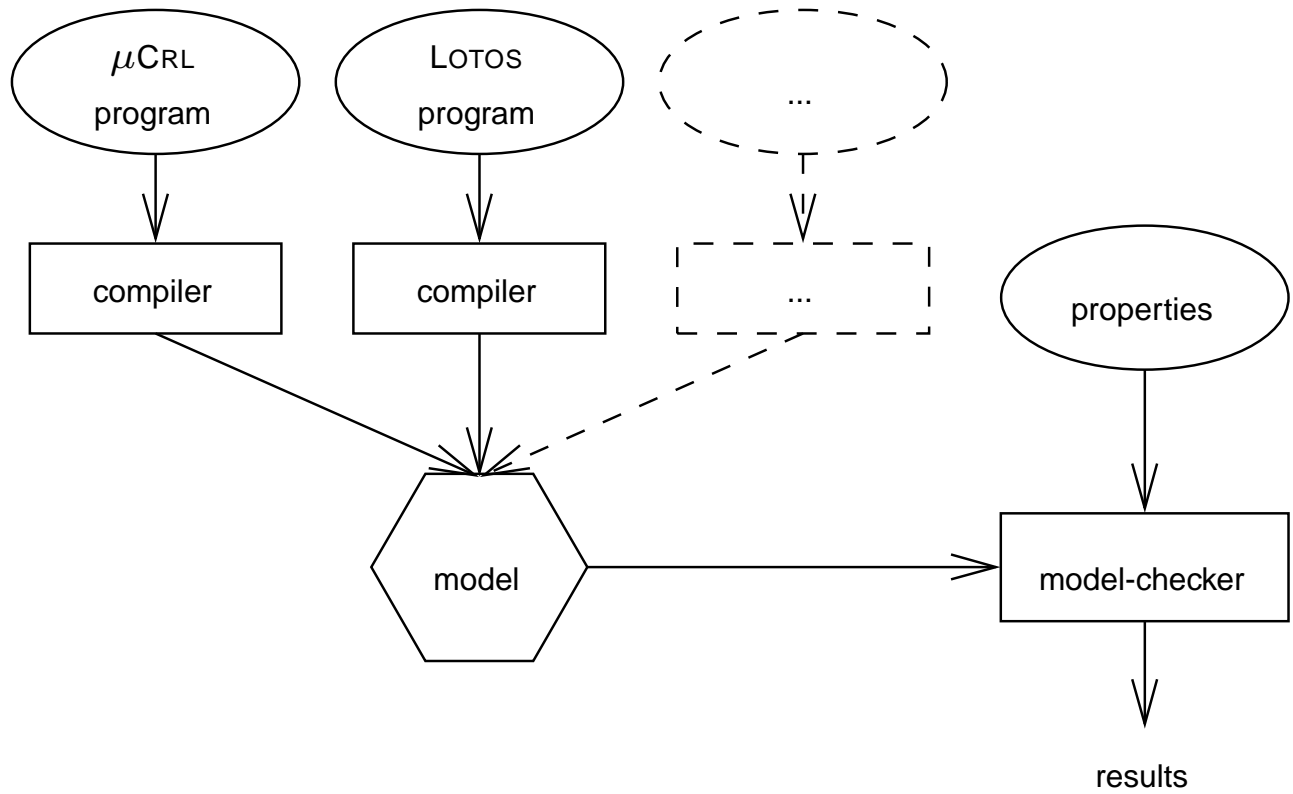 μCRL
program
LOTOS
program
...
compiler
compiler
...
properties
model
model-checker
results